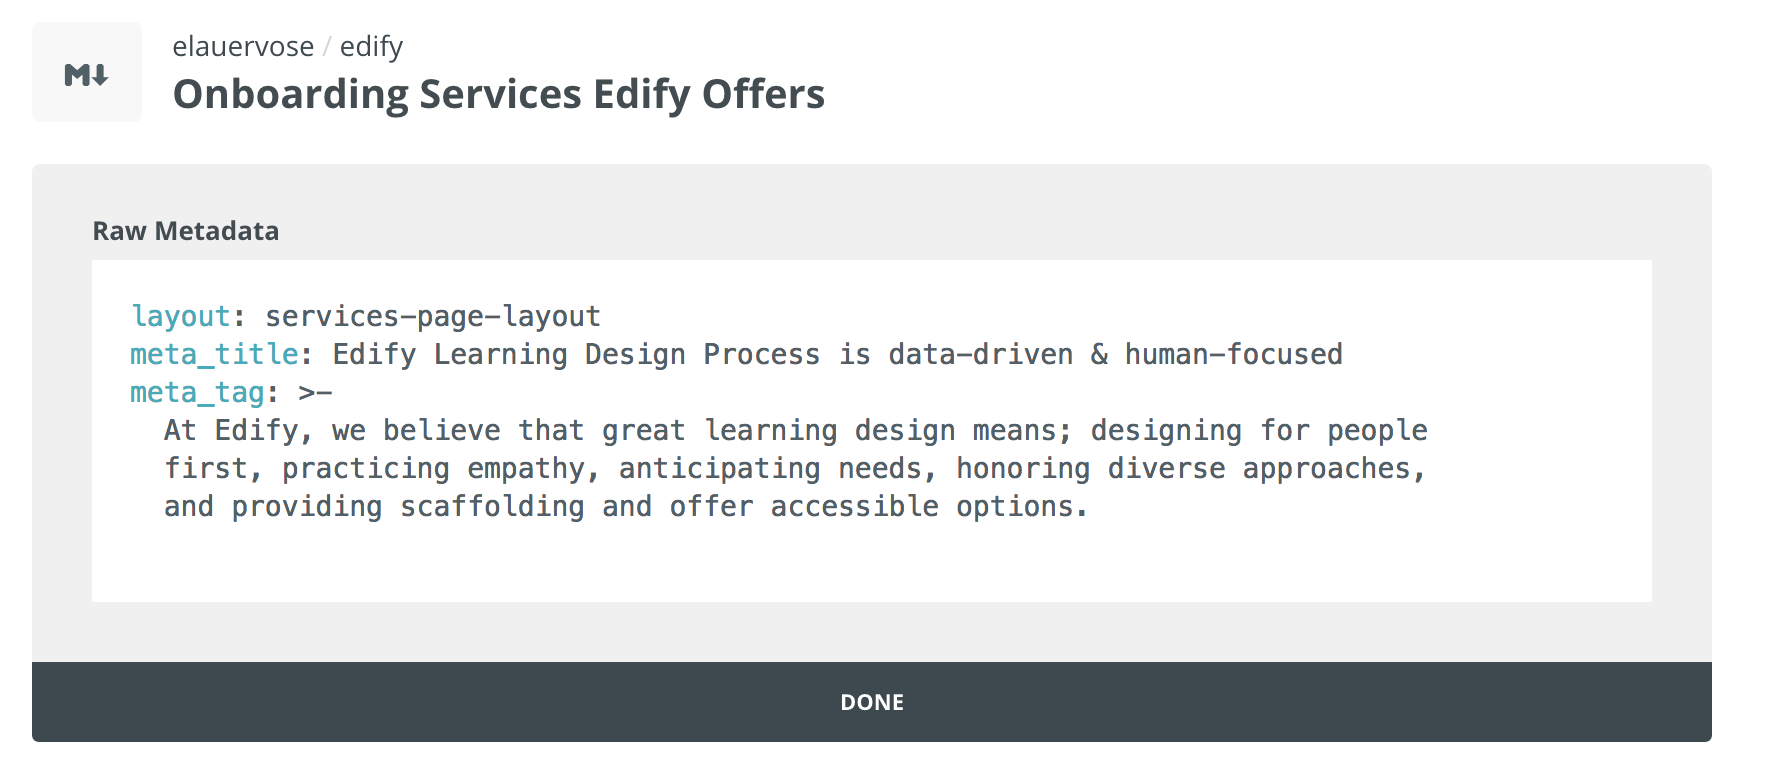 M↓
elauervose / edify
Onboarding Services Edify Offers
Raw Metadata
layout: services-page-layout
meta_title: Edify Learning Design Process is data-driven & human-focused
meta_tag: >-
At Edify, we believe that great learning design means; designing for people
first, practicing empathy, anticipating needs, honoring diverse approaches,
and providing scaffolding and offer accessible options.
DONE